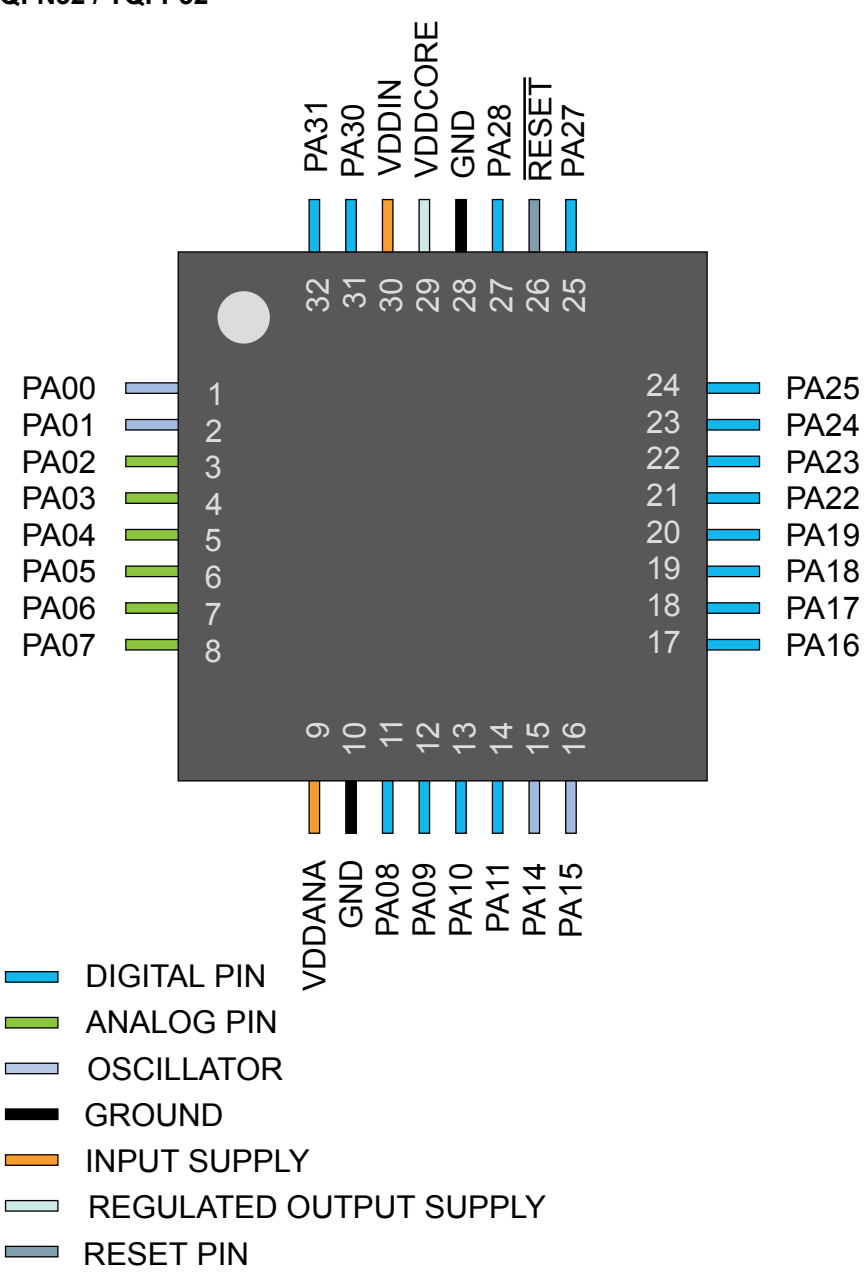 PA31
PA30
VDDIN
VDDCORE
GND
PA28
RESET
PA27
32
31
30
29
28
27
26
25
PA00 1
PA01 2
PA02 3
PA03 4
PA04 5
PA05 6
PA06 7
PA07 8
24 PA25
23 PA24
22 PA23
21 PA22
20 PA19
19 PA18
18 PA17
17 PA16
9
10
11
12
13
14
15
16
VDDANA
GND
PA08
PA09
PA10
PA11
PA14
PA15
DIGITAL PIN
ANALOG PIN
OSCILLATOR
GROUND
INPUT SUPPLY
REGULATED OUTPUT SUPPLY
RESET PIN